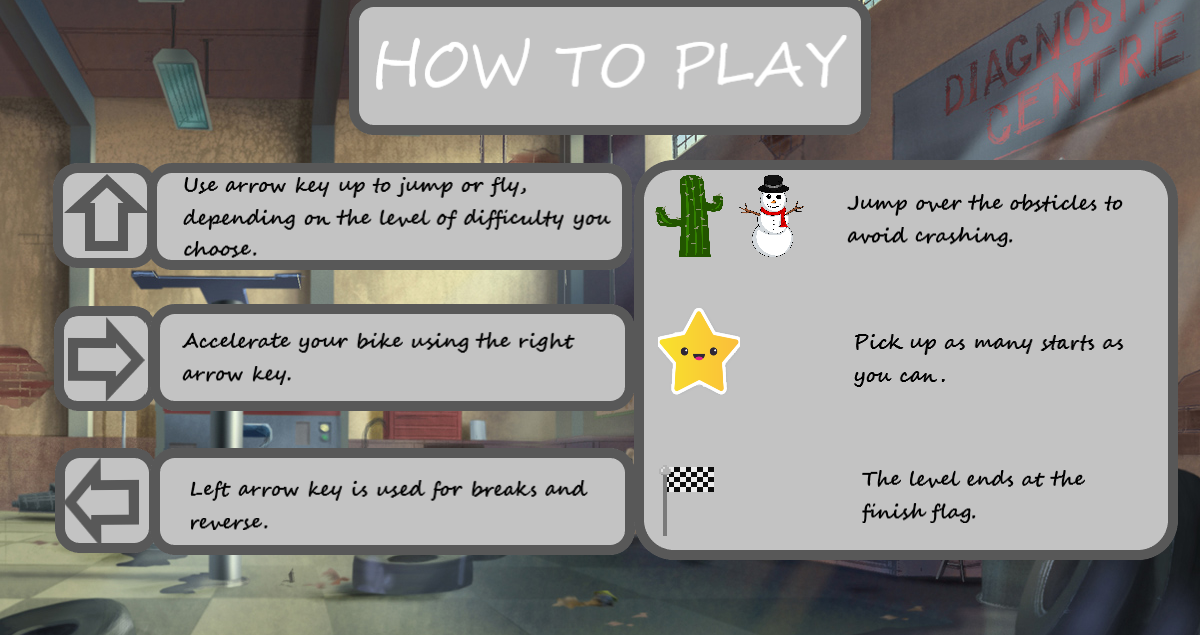 HOW TO PLAY
DIAGNOSTI
CENTRE
Use arrow key up to jump or fly,
depending on the level of difficulty you
choose.
Accelerate your bike using the right
arrow key.
Left arrow key is used for breaks and
reverse.
Jump over the obsticles to
avoid crashing.
Pick up as many starts as
you can.
The level ends at the
finish flag.